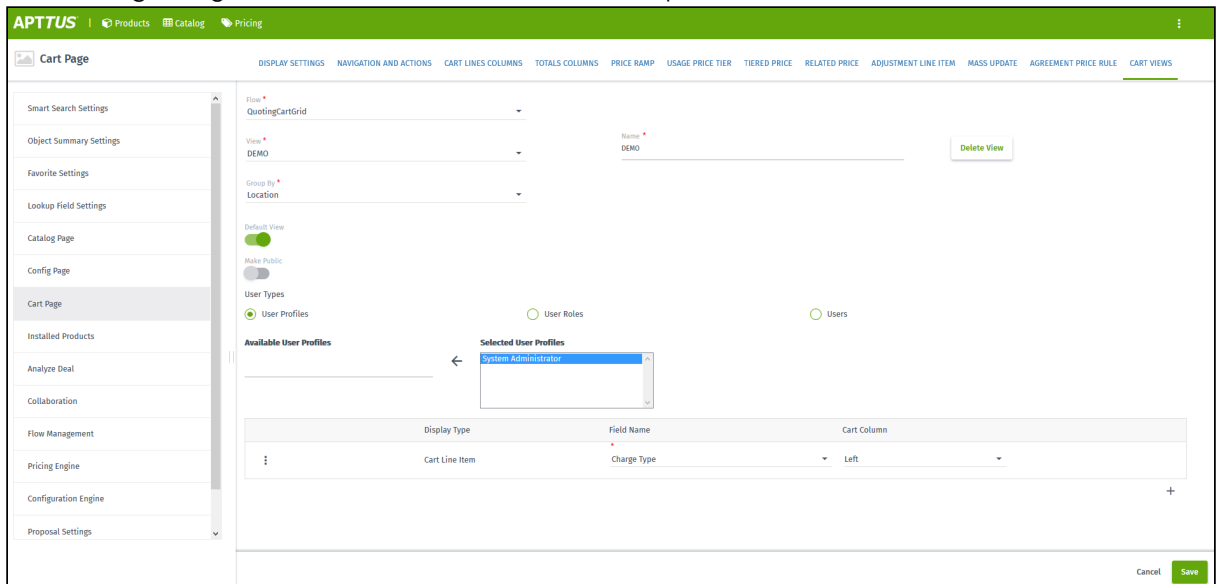 APTTUS | Products Catalog Pricing
Cart Page
DISPLAY SETTINGS NAVIGATION AND ACTIONS CART LINES COLUMNS TOTALS COLUMNS PRICE RAMP USAGE PRICE TIER TIERED PRICE RELATED PRICE ADJUSTMENT LINE ITEM MASS UPDATE AGREEMENT PRICE RULE CART VIEWS
Smart Search Settings
Object Summary Settings
Favorite Settings
Lookup Field Settings
Catalog Page
Config Page
Cart Page
Installed Products
Analyze Deal
Collaboration
Flow Management
Pricing Engine
Configuration Engine
Proposal Settings
Flow *
QuotingCartGrid
View *
DEMO
Name *
DEMO
Delete View
Group By *
Location
Default View
Make Public
User Types
User Profiles User Roles Users
Available User Profiles Selected User Profiles
System Administrator
Display Type Field Name Cart Column
*
Cart Line Item Charge Type Left
+
Cancel Save